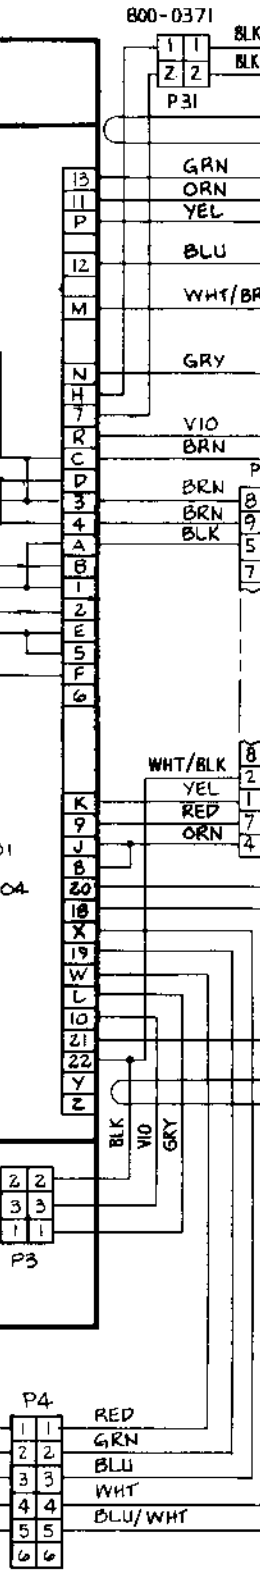 800-0371
BLK
1 1
BLK
2 2
P31
13 GRN
11 ORN
P YEL
12 BLU
M WHT/BR
N GRY
H
7
R VIO
C BRN
P
D
3 BRN 8
4 BRN 9
A BLK 5
B 7
1
2
E
5
F
6
8
WHT/BLK 2
K YEL 1
9 RED 7
J ORN 4
8
01
20
04
18
X
19
W
L
10
21
22
Y
Z
BLK VIO GRY
2 2
3 3
1 1
P3
P4
1 1 RED
2 2 GRN
3 3 BLU
4 4 WHT
5 5 BLU/WHT
6 6